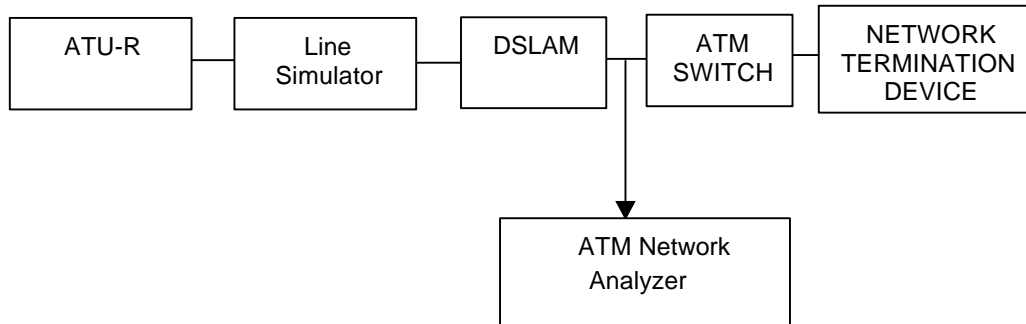 ATU-R
Line
Simulator
DSLAM
ATM
SWITCH
NETWORK
TERMINATION
DEVICE
ATM Network
Analyzer